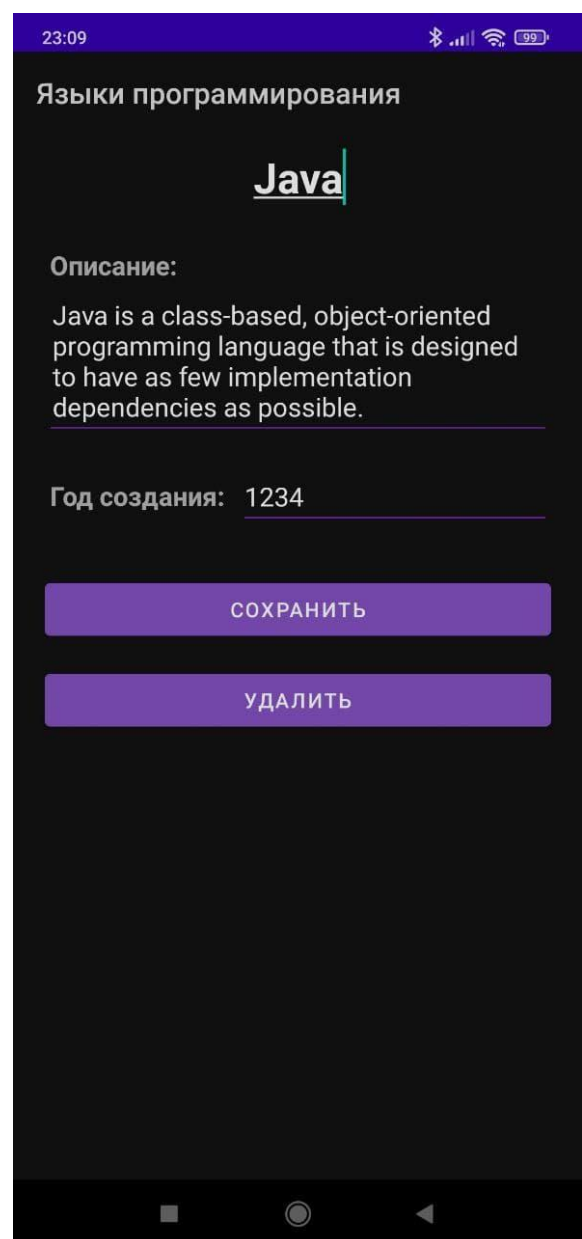 23:09 99
Языки программирования
Java
Описание:
Java is a class-based, object-oriented
programming language that is designed
to have as few implementation
dependencies as possible.
Год создания: 1234
СОХРАНИТЬ
УДАЛИТЬ